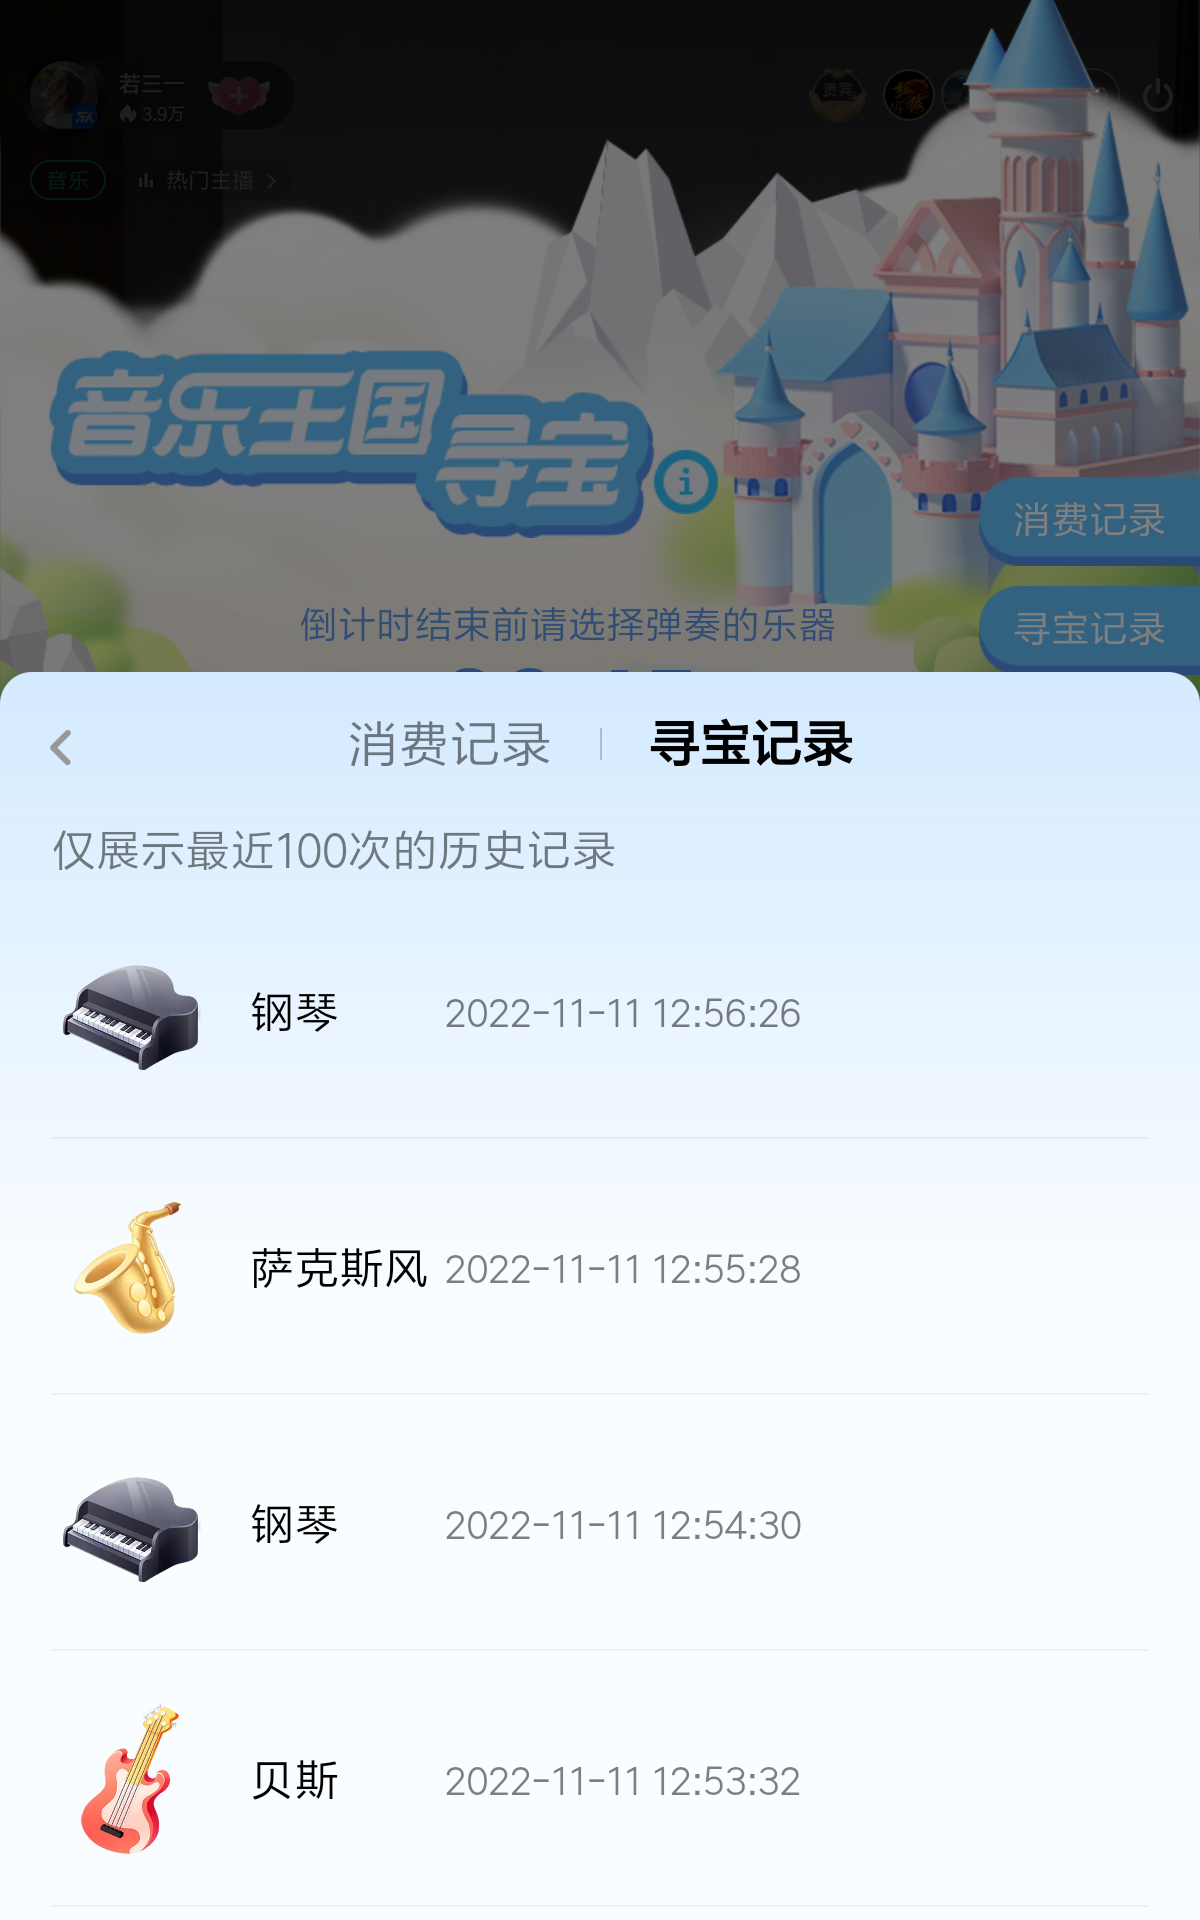 若三一
3.9万
贵宾
音乐
热门主播
音乐王国
寻宝
消费记录
寻宝记录
倒计时结束前请选择弹奏的乐器
消费记录
寻宝记录
仅展示最近100次的历史记录
钢琴 2022-11-11 12:56:26
萨克斯风 2022-11-11 12:55:28
钢琴 2022-11-11 12:54:30
贝斯 2022-11-11 12:53:32